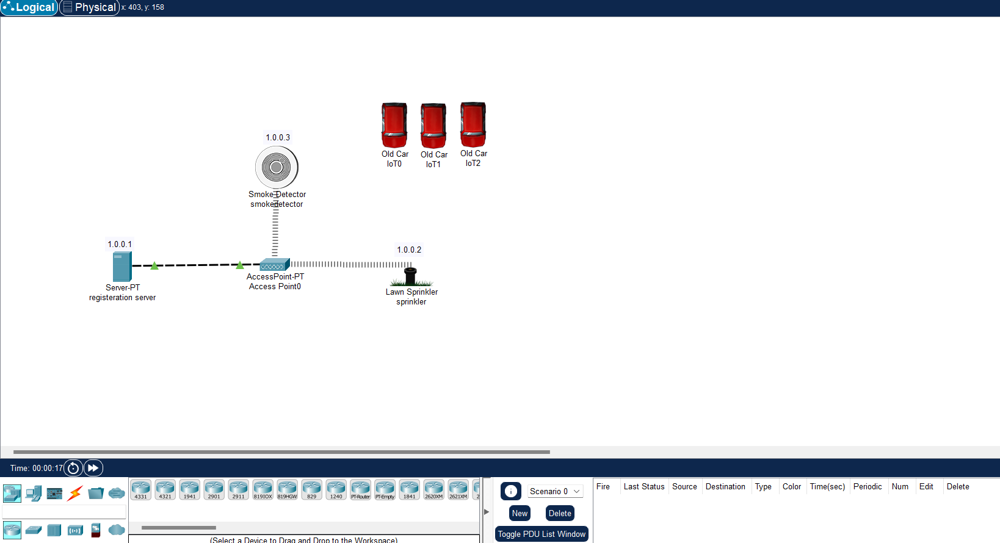 Logical Physical x: 403, y: 158
1.0.0.3
Smoke Detector
smokedetector
Old Car
IoT0
Old Car
IoT1
Old Car
IoT2
1.0.0.1
Server-PT
registeration server
AccessPoint-PT
Access Point0
1.0.0.2
Lawn Sprinkler
sprinkler
Time: 00:00:17
4331 4321 1941 2901 2911 819IOX 819HGW 829 1240 PT-Router PT-Empty 1841 2620XM 2621XM 2
(Select a Device to Drag and Drop to the Workspace)
Scenario 0
New Delete
Toggle PDU List Window
Fire Last Status Source Destination Type Color Time(sec) Periodic Num Edit Delete